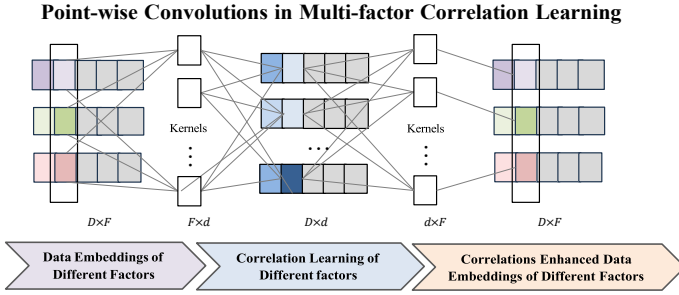 Point-wise Convolutions in Multi-factor Correlation Learning
Kernels
Kernels
...
D×F
F×d
D×d
d×F
D×F
Data Embeddings of
Different Factors
Correlation Learning of
Different factors
Correlations Enhanced Data
Embeddings of Different Factors